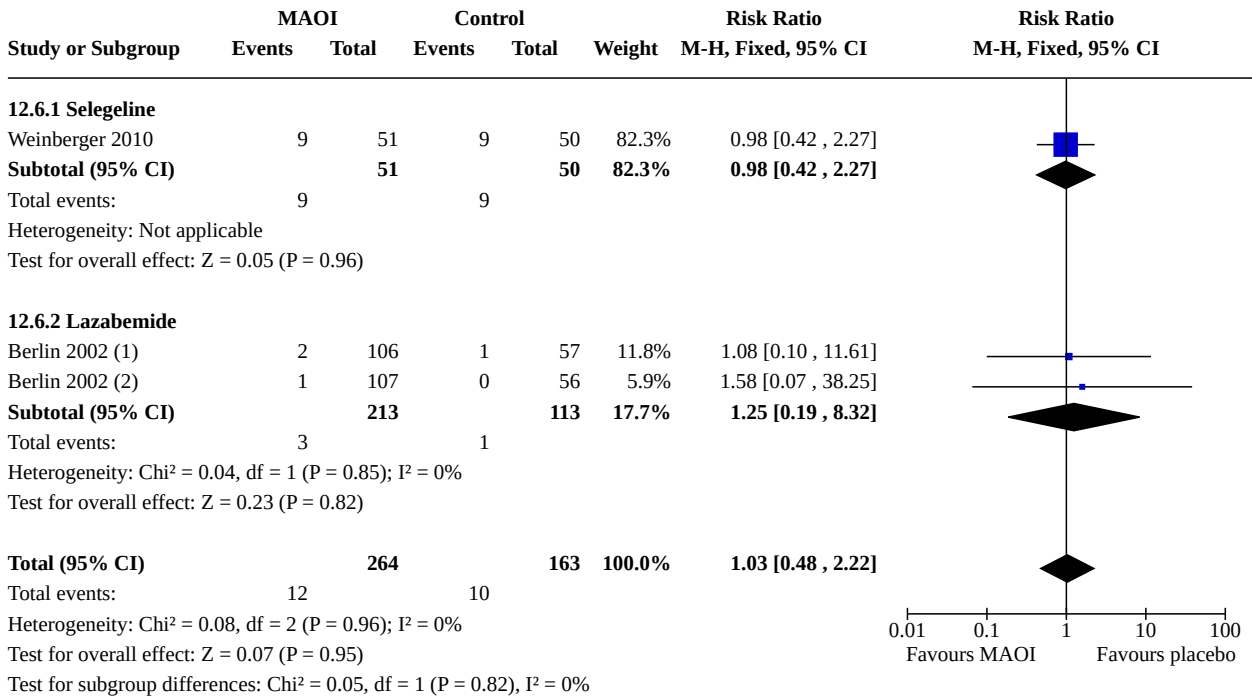 MAOI Control Risk Ratio Risk Ratio
Study or Subgroup Events Total Events Total Weight M-H, Fixed, 95% CI M-H, Fixed, 95% CI
12.6.1 Selegeline
Weinberger 2010 9 51 9 50 82.3% 0.98 [0.42 , 2.27]
Subtotal (95% CI) 51 50 82.3% 0.98 [0.42 , 2.27]
Total events: 9 9
Heterogeneity: Not applicable
Test for overall effect: Z = 0.05 (P = 0.96)
12.6.2 Lazabemide
Berlin 2002 (1) 2 106 1 57 11.8% 1.08 [0.10 , 11.61]
Berlin 2002 (2) 1 107 0 56 5.9% 1.58 [0.07 , 38.25]
Subtotal (95% CI) 213 113 17.7% 1.25 [0.19 , 8.32]
Total events: 3 1
Heterogeneity: Chi² = 0.04, df = 1 (P = 0.85); I² = 0%
Test for overall effect: Z = 0.23 (P = 0.82)
Total (95% CI) 264 163 100.0% 1.03 [0.48 , 2.22]
Total events: 12 10
Heterogeneity: Chi² = 0.08, df = 2 (P = 0.96); I² = 0%
Test for overall effect: Z = 0.07 (P = 0.95)
Test for subgroup differences: Chi² = 0.05, df = 1 (P = 0.82), I² = 0%
0.01 0.1 1 10 100
Favours MAOI Favours placebo